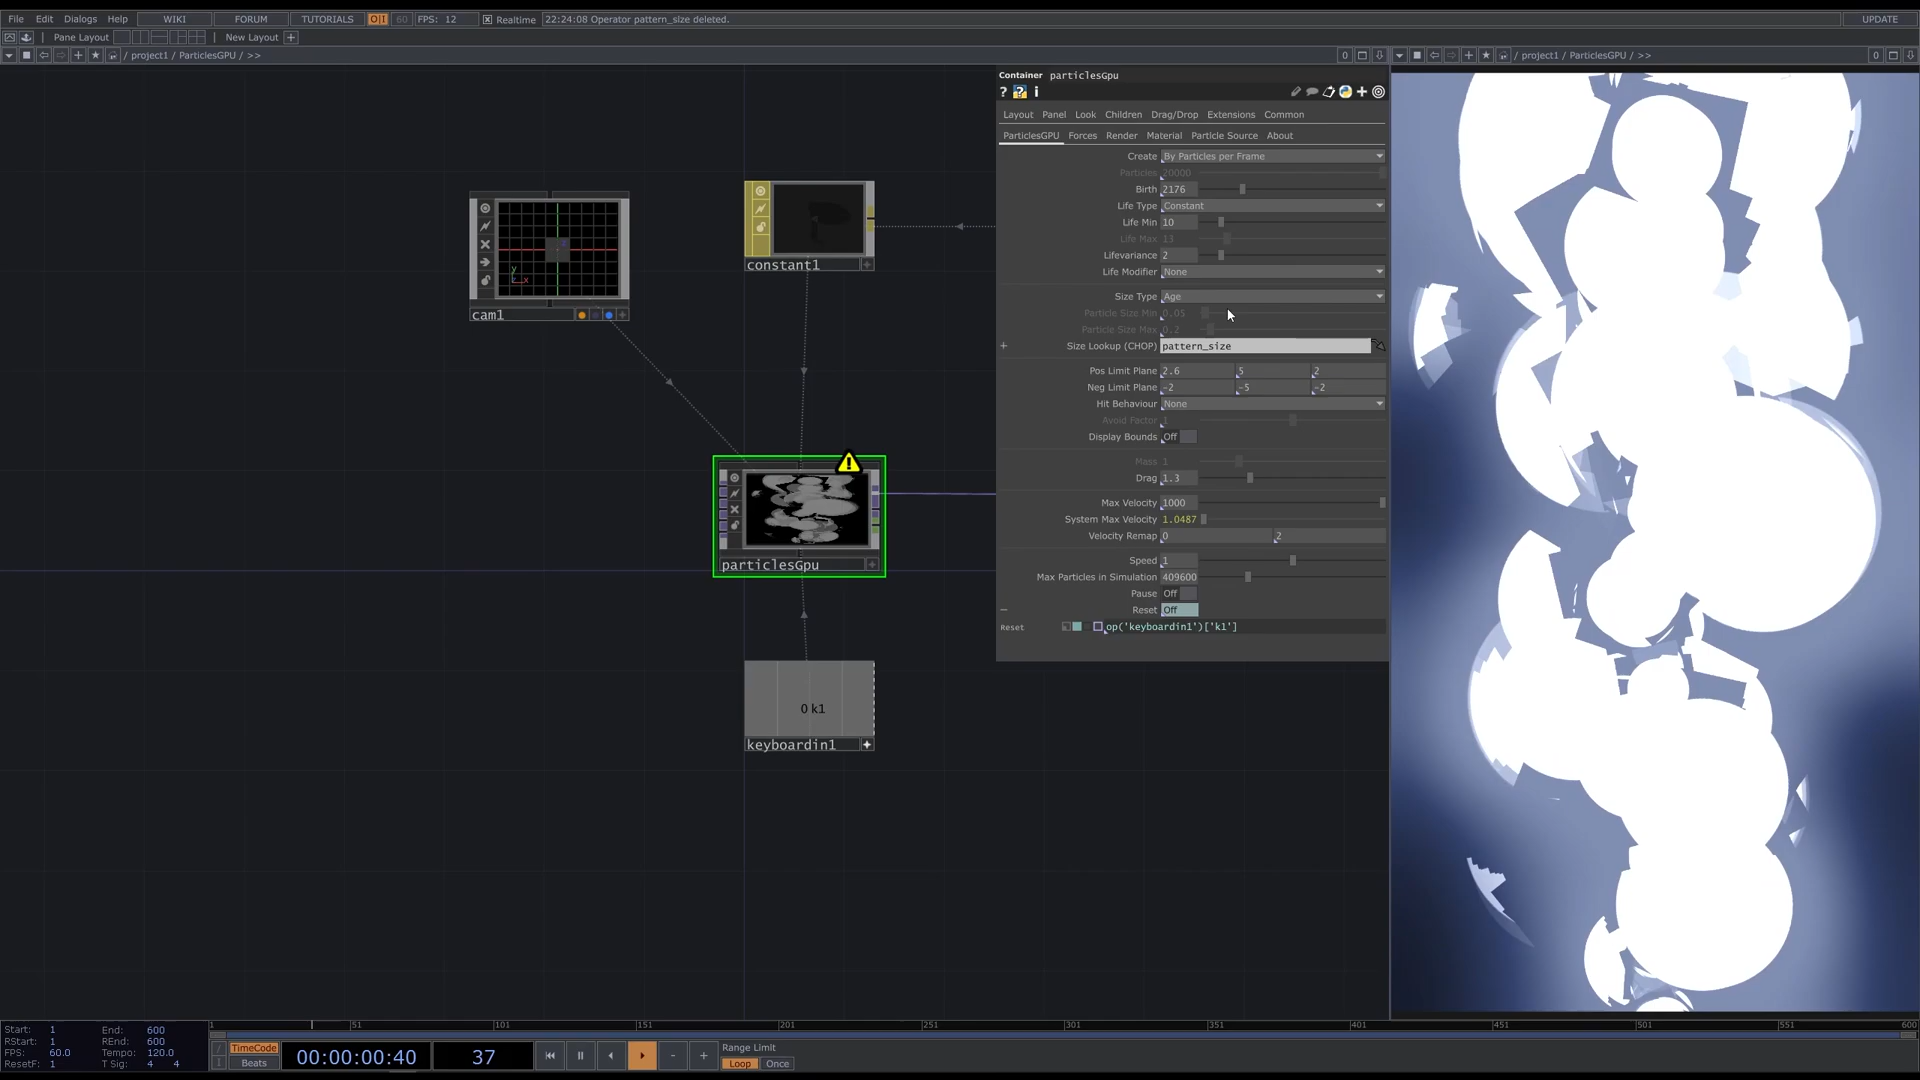 File Edit Dialogs Help WIKI FORUM TUTORIALS O|I 60 FPS: 12 Realtime 22:24:08 Operator pattern_size deleted. UPDATE
Pane Layout New Layout +
/ project1 / ParticlesGPU / >> 0
/ project1 / ParticlesGPU / >> 0
Container particlesGpu
? ? i
Layout Panel Look Children Drag/Drop Extensions Common
ParticlesGPU Forces Render Material Particle Source About
Create By Particles per Frame
Particles 20000
Birth 2176
Life Type Constant
Life Min 10
Life Max 13
Lifevariance 2
Life Modifier None
Size Type Age
Particle Size Min 0.05
Particle Size Max 0.2
+ Size Lookup (CHOP) pattern_size
Pos Limit Plane 2.6 5 2
Neg Limit Plane -2 -5 -2
Hit Behaviour None
Avoid Factor 1
Display Bounds Off
Mass 1
Drag 1.3
Max Velocity 1000
System Max Velocity 1.0487
Velocity Remap 0 2
Speed 1
Max Particles in Simulation 409600
Pause Off
Reset Off
Reset op('keyboardin1')['k1']
cam1
y
x
constant1
particlesGpu
0 k1
keyboardin1
1 51 101 151 201 251 301 351 401 451 501 551 600
Start: 1 End: 600
RStart: 1 REnd: 600
FPS: 60.0 Tempo: 120.0
ResetF: 1 T Sig: 4 4
TimeCode
Beats
00:00:00:40 37
- +
Range Limit
Loop Once